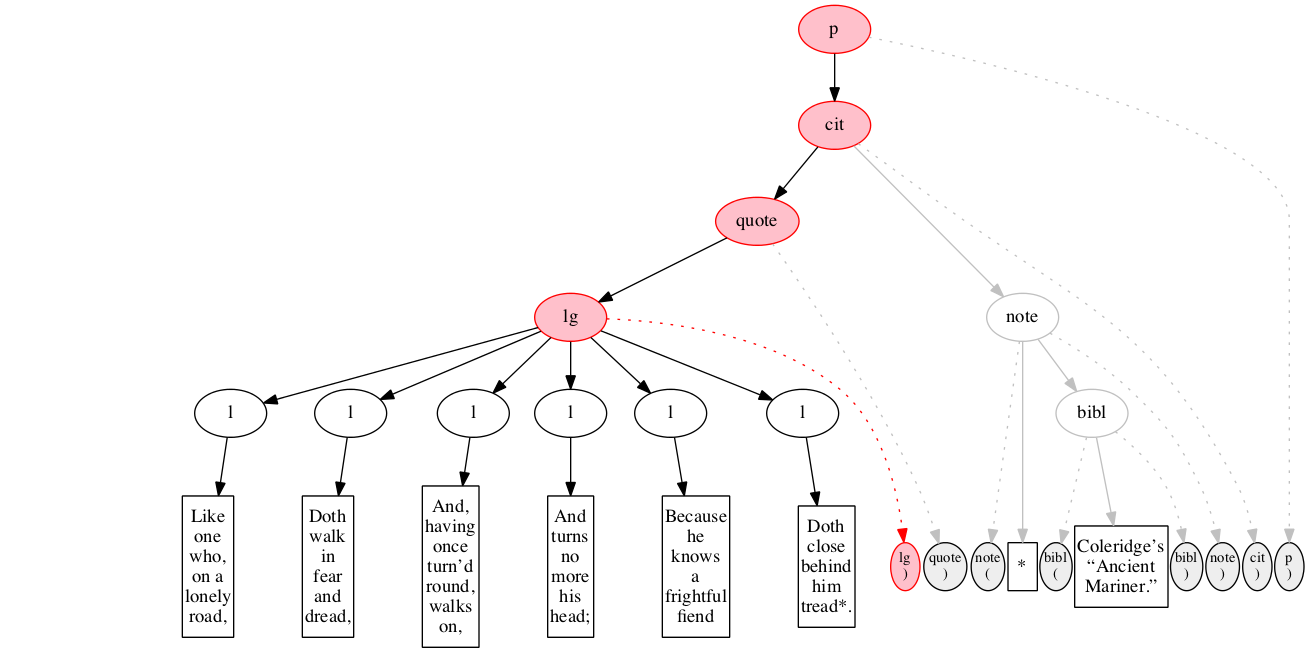 p
cit
quote
lg
note
l
l
l
l
l
l
bibl
Like
one
who,
on a
lonely
road,
Doth
walk
in
fear
and
dread,
And,
having
once
turn’d
round,
walks
on,
And
turns
no
more
his
head;
Because
he
knows
a
frightful
fiend
Doth
close
behind
him
tread*.
lg
)
quote
)
note
(
*
bibl
(
Coleridge’s
“Ancient
Mariner.”
bibl
)
note
)
cit
)
p
)